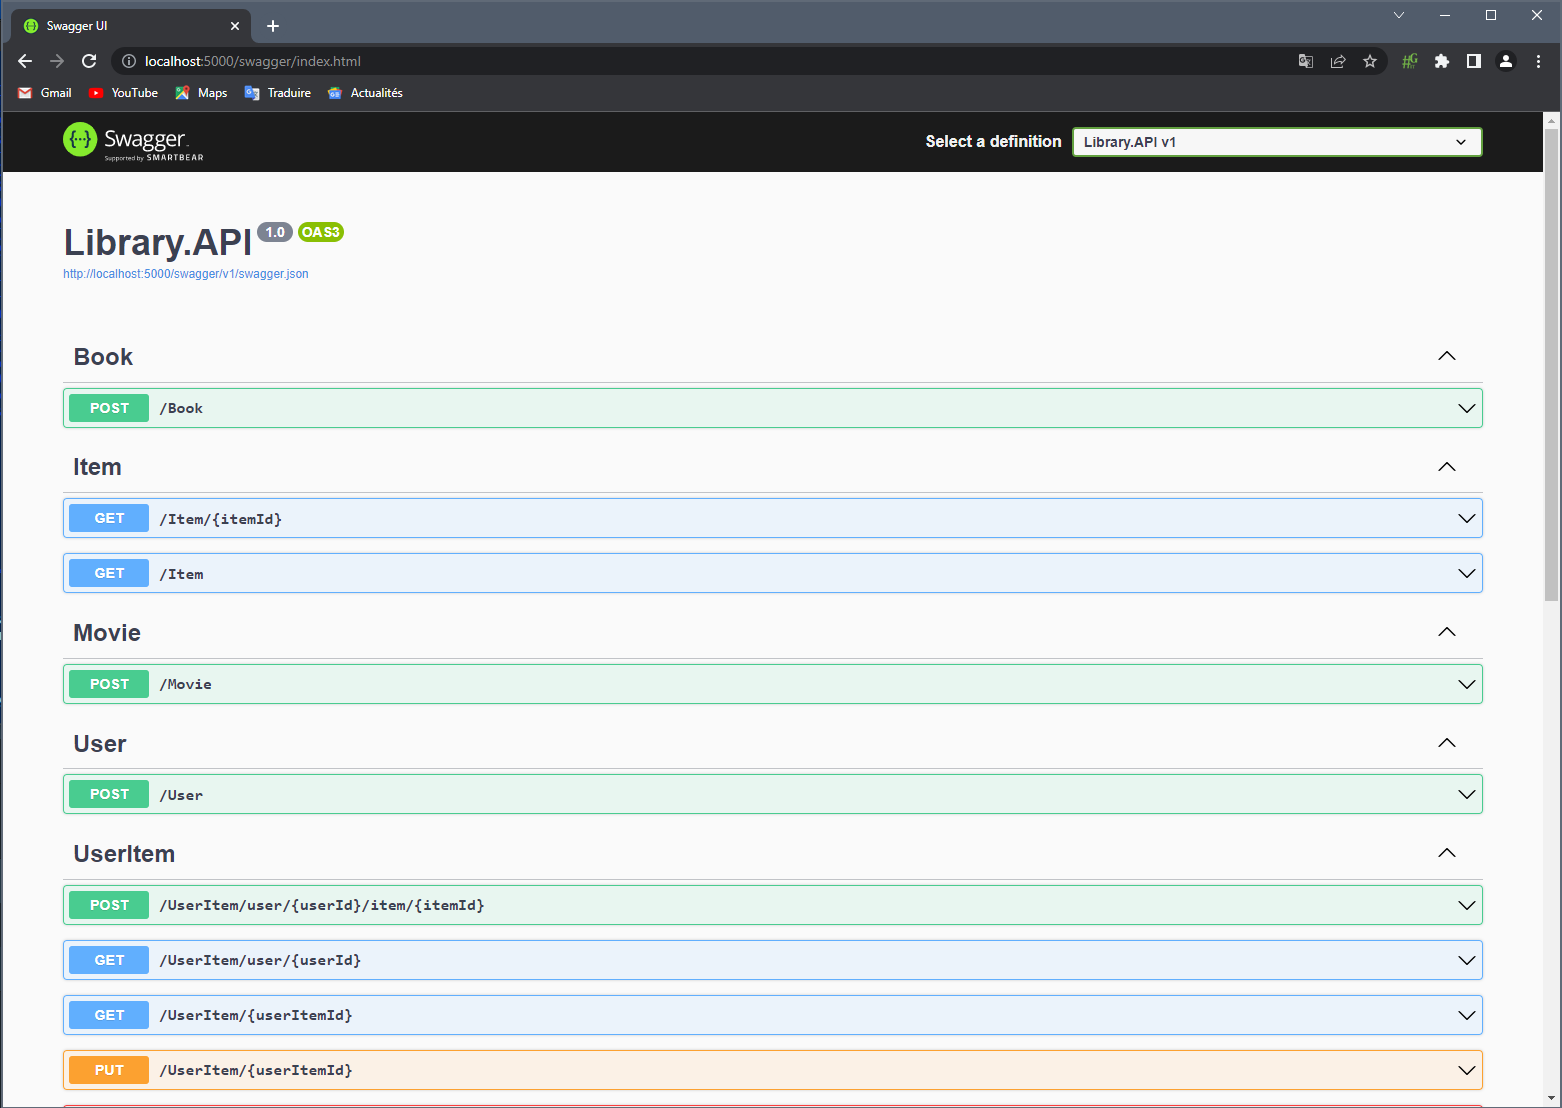 Swagger UI
localhost:5000/swagger/index.html
Gmail YouTube Maps Traduire Actualités
Swagger
Supported by SMARTBEAR
Select a definition Library.API v1
Library.API 1.0 OAS3
http://localhost:5000/swagger/v1/swagger.json
Book
POST /Book
Item
GET /Item/{itemId}
GET /Item
Movie
POST /Movie
User
POST /User
UserItem
POST /UserItem/user/{userId}/item/{itemId}
GET /UserItem/user/{userId}
GET /UserItem/{userItemId}
PUT /UserItem/{userItemId}